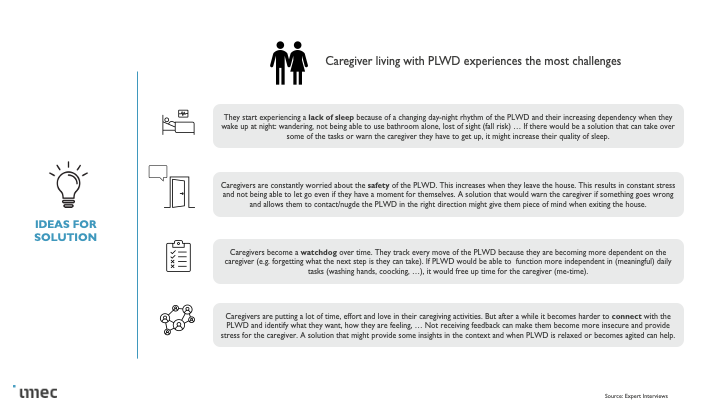 Caregiver living with PLWD experiences the most challenges
They start experiencing a lack of sleep because of a changing day-night rhythm of the PLWD and their increasing dependency when they
wake up at night: wandering, not being able to use bathroom alone, lost of sight (fall risk) … If there would be a solution that can take over
some of the tasks or warn the caregiver they have to get up, it might increase their quality of sleep.
Caregivers are constantly worried about the safety of the PLWD. This increases when they leave the house. This results in constant stress
and not being able to let go even if they have a moment for themselves. A solution that would warn the caregiver if something goes wrong
and allows them to contact/nugde the PLWD in the right direction might give them piece of mind when exiting the house.
IDEAS FOR
SOLUTION
Caregivers become a watchdog over time. They track every move of the PLWD because they are becoming more dependent on the
caregiver (e.g. forgetting what the next step is they can take). If PLWD would be able to function more independent in (meaningful) daily
tasks (washing hands, coocking, …), it would free up time for the caregiver (me-time).
Caregivers are putting a lot of time, effort and love in their caregiving activities. But after a while it becomes harder to connect with the
PLWD and identify what they want, how they are feeling, … Not receiving feedback can make them become more insecure and provide
stress for the caregiver. A solution that might provide some insights in the context and when PLWD is relaxed or becomes agited can help.
umec
Source: Expert Interviews